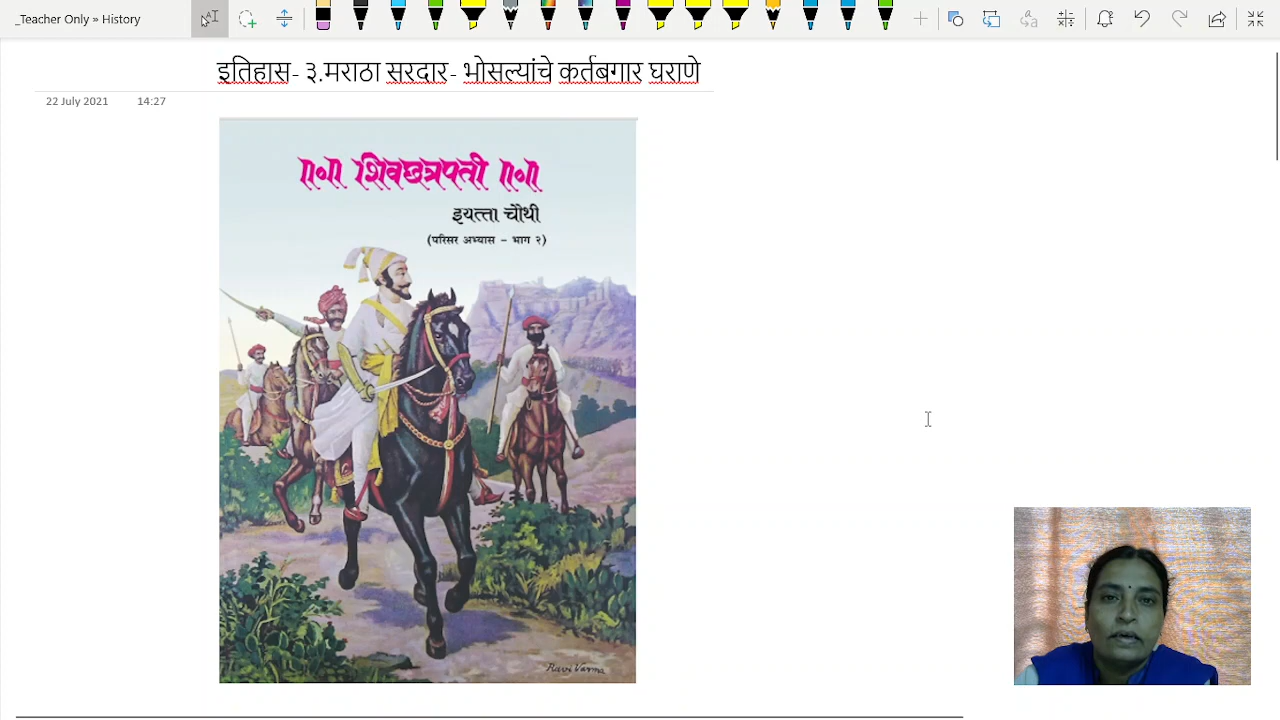 _Teacher Only » History
इतिहास- ३.मराठा सरदार- भोसल्यांचे कर्तबगार घराणे
22 July 2021 14:27
॥०॥ शिवछत्रपती ॥०॥
इयत्ता चौथी
(परिसर अभ्यास - भाग २)
Ravi Varma